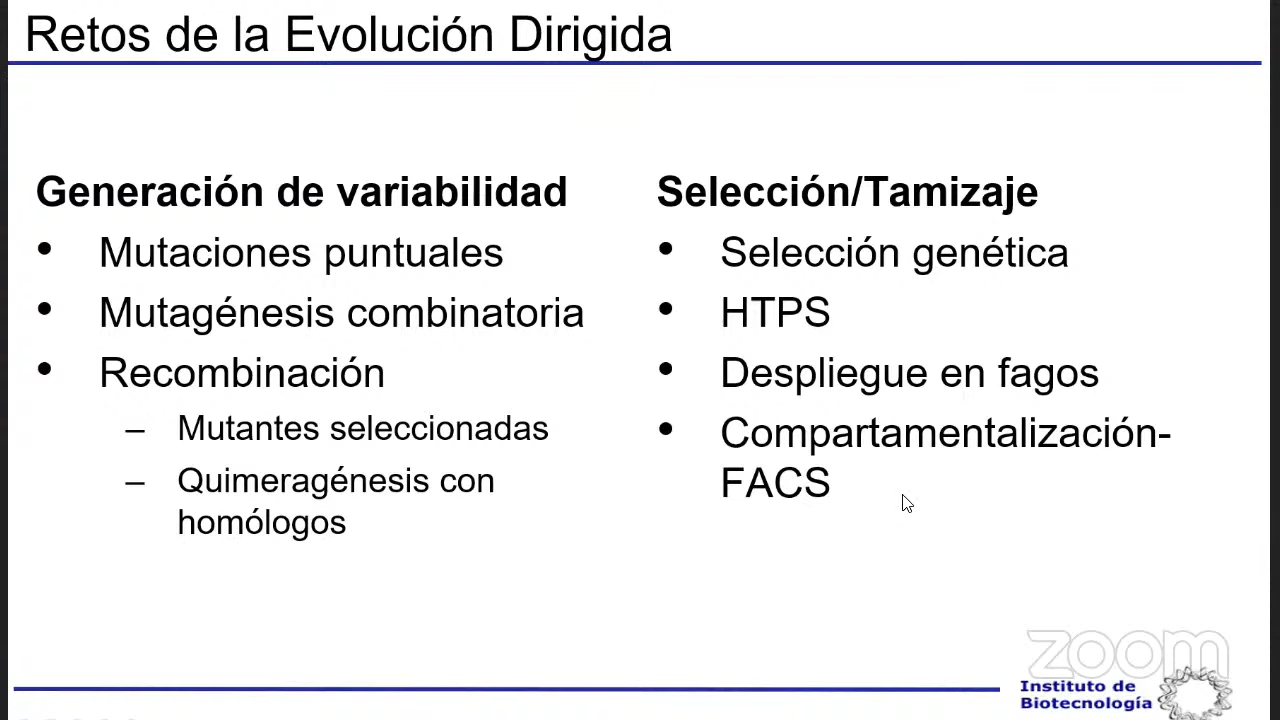 Retos de la Evolución Dirigida
Generación de variabilidad
• Mutaciones puntuales
• Mutagénesis combinatoria
• Recombinación
– Mutantes seleccionadas
– Quimeragénesis con
homólogos
Selección/Tamizaje
• Selección genética
• HTPS
• Despliegue en fagos
• Compartamentalización-
FACS
zoom
Instituto de
Biotecnología